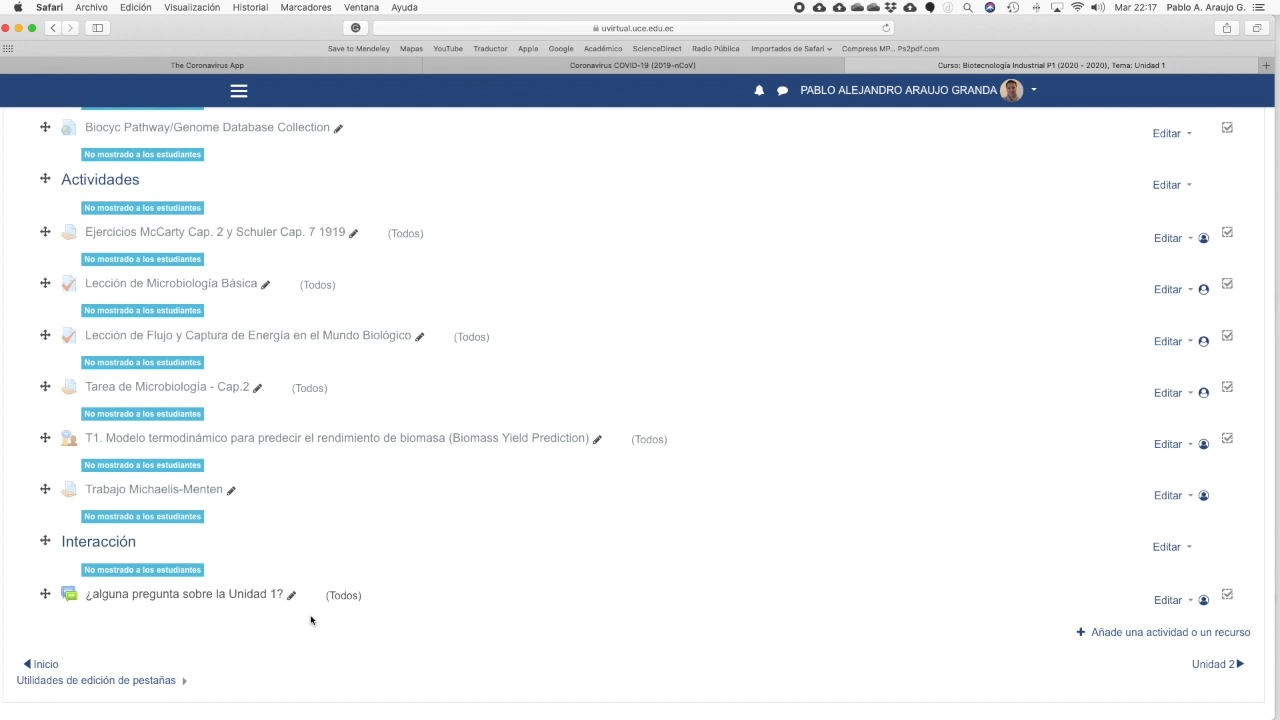 Safari Archivo Edición Visualización Historial Marcadores Ventana Ayuda Mar 22:17 Pablo A. Araujo G.
uvirtual.uce.edu.ec
Save to Mendeley Mapas YouTube Traductor Apple Google Académico ScienceDirect Radio Pública Importados de Safari Compress MP... Ps2pdf.com
The Coronavirus App Coronavirus COVID-19 (2019-nCoV) Curso: Biotecnología Industrial P1 (2020 - 2020), Tema: Unidad 1
PABLO ALEJANDRO ARAUJO GRANDA
Biocyc Pathway/Genome Database Collection Editar
No mostrado a los estudiantes
Actividades Editar
No mostrado a los estudiantes
Ejercicios McCarty Cap. 2 y Schuler Cap. 7 1919 (Todos) Editar
No mostrado a los estudiantes
Lección de Microbiología Básica (Todos) Editar
No mostrado a los estudiantes
Lección de Flujo y Captura de Energía en el Mundo Biológico (Todos) Editar
No mostrado a los estudiantes
Tarea de Microbiología - Cap.2 (Todos) Editar
No mostrado a los estudiantes
T1. Modelo termodinámico para predecir el rendimiento de biomasa (Biomass Yield Prediction) (Todos) Editar
No mostrado a los estudiantes
Trabajo Michaelis-Menten Editar
No mostrado a los estudiantes
Interacción Editar
No mostrado a los estudiantes
¿alguna pregunta sobre la Unidad 1? (Todos) Editar
Añade una actividad o un recurso
Inicio Unidad 2
Utilidades de edición de pestañas